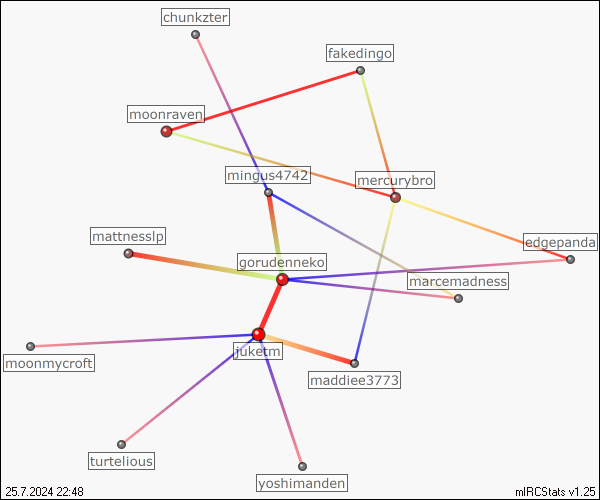 chunkzter
fakedingo
moonraven
mingus4742
mercurybro
mattnesslp
edgepanda
gorudenneko
marcemadness
juketm
moonmycroft
maddiee3773
turtelious
yoshimanden
25.7.2024 22:48
mIRCStats v1.25